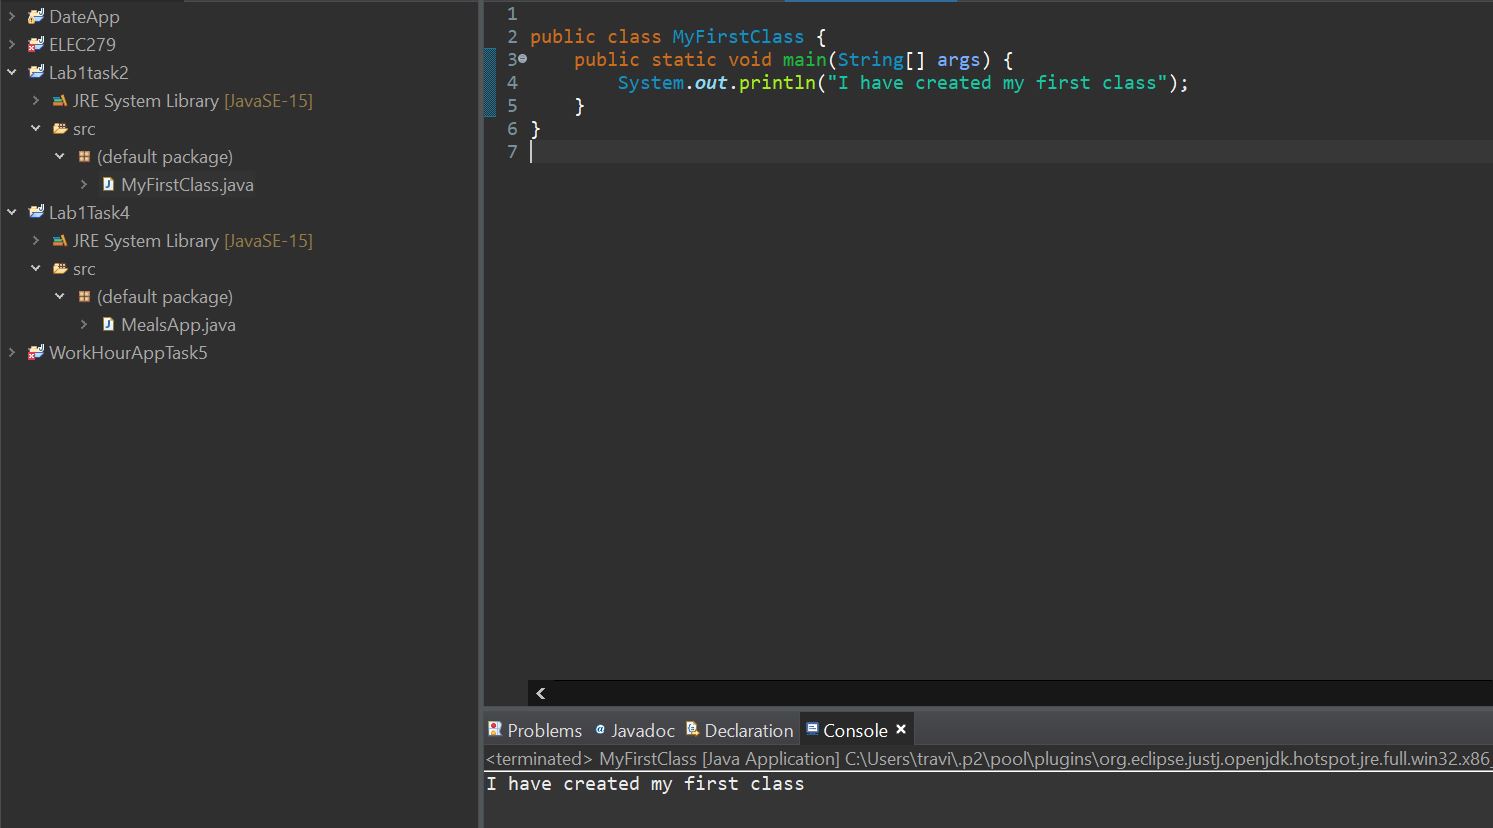 DateApp
ELEC279
Lab1task2
JRE System Library [JavaSE-15]
src
(default package)
MyFirstClass.java
Lab1Task4
JRE System Library [JavaSE-15]
src
(default package)
MealsApp.java
WorkHourAppTask5
1
2 public class MyFirstClass {
3 public static void main(String[] args) {
4 System.out.println("I have created my first class");
5 }
6 }
7
Problems Javadoc Declaration Console
<terminated> MyFirstClass [Java Application] C:\Users\travi\.p2\pool\plugins\org.eclipse.justj.openjdk.hotspot.jre.full.win32.x86_
I have created my first class